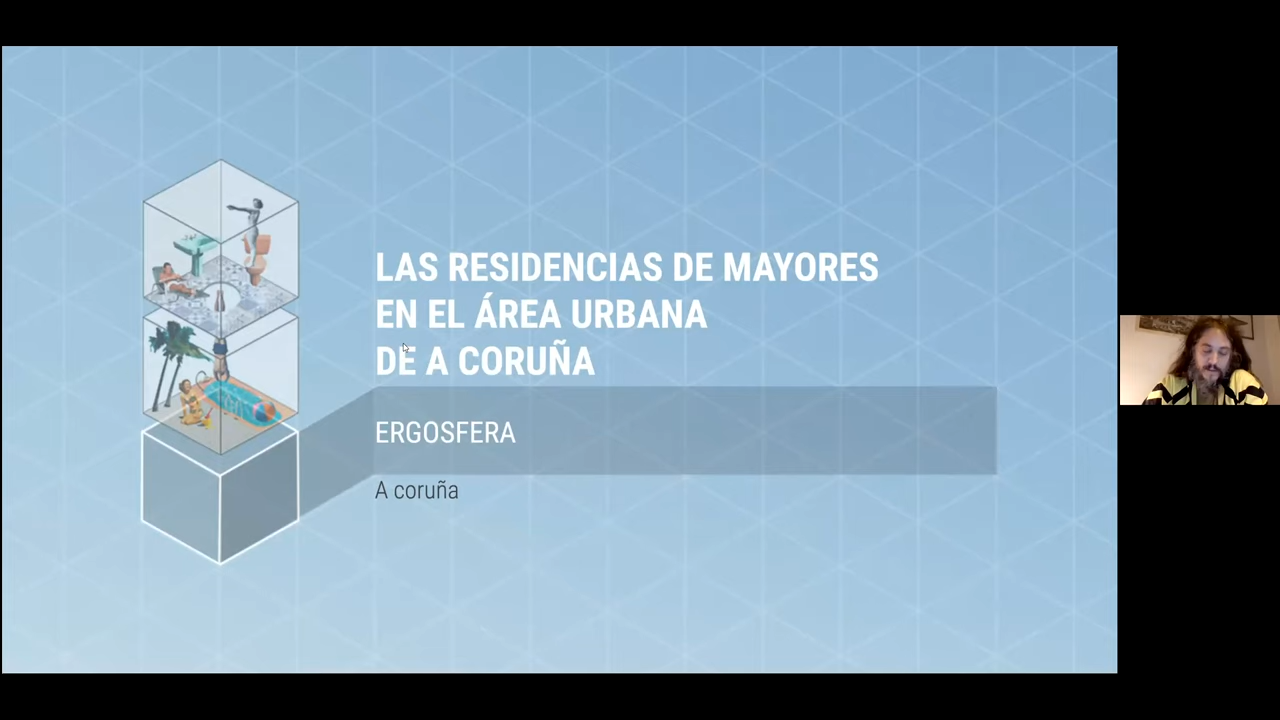 LAS RESIDENCIAS DE MAYORES
EN EL ÁREA URBANA
DE A CORUÑA
ERGOSFERA
A coruña